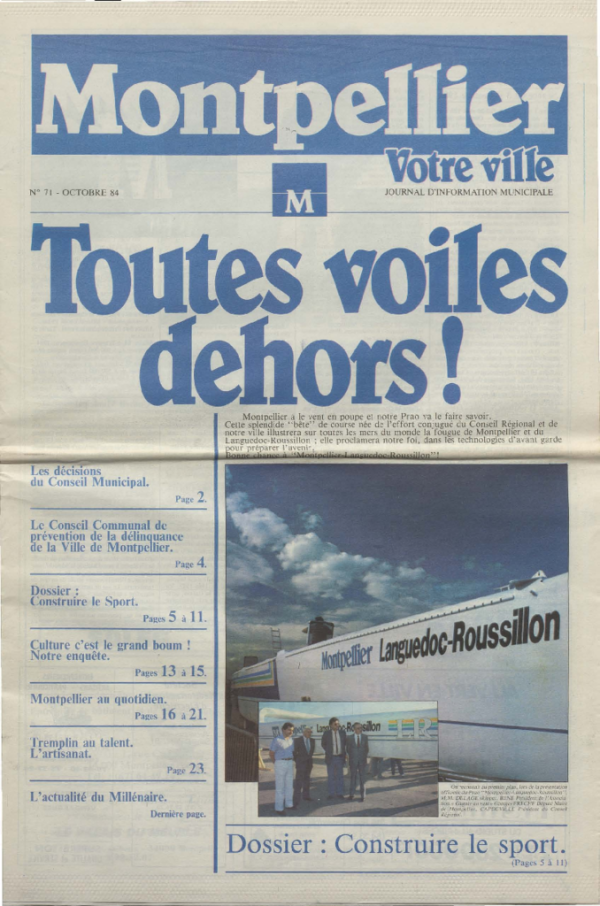 Montpellier
Votre ville
N° 71 - OCTOBRE 84
JOURNAL D'INFORMATION MUNICIPALE
M
Toutes voiles
dehors !
Montpellier a le vent en poupe et notre Prao va le faire savoir.
Cette splendide "bête" de course née de l'effort conjugué du Conseil Régional et de
notre ville illustrera sur toutes les mers du monde la fougue de Montpellier et du
Languedoc-Roussillon ; elle proclamera notre foi, dans les technologies d'avant garde
pour préparer l'avenir.
Bonne chance à "Montpellier-Languedoc-Roussillon" !
Les décisions
du Conseil Municipal.
Page 2.
Le Conseil Communal de
prévention de la délinquance
de la Ville de Montpellier.
Page 4.
Dossier :
Construire le Sport.
Pages 5 à 11.
Culture c'est le grand boum !
Notre enquête.
Pages 13 à 15.
Montpellier au quotidien.
Pages 16 à 21.
Tremplin au talent.
L'artisanat.
Page 23.
L'actualité du Millénaire.
Dernière page.
Montpellier Languedoc-Roussillon
Languedoc-Roussillon
Dossier : Construire le sport.
(Pages 5 à 11)